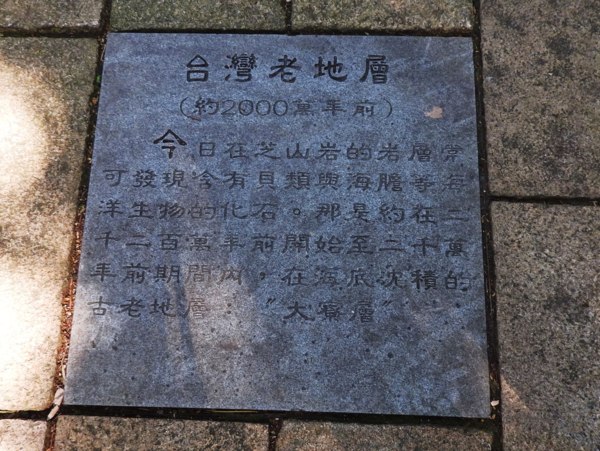 台灣老地層
(約2000萬年前)
今日在芝山岩的岩層常
可發現含有貝類與海膽等海
洋生物的化石。那是約在二
千二百萬年前開始至二千萬
年前期間內，在海底沈積的
古老地層："大寮層"